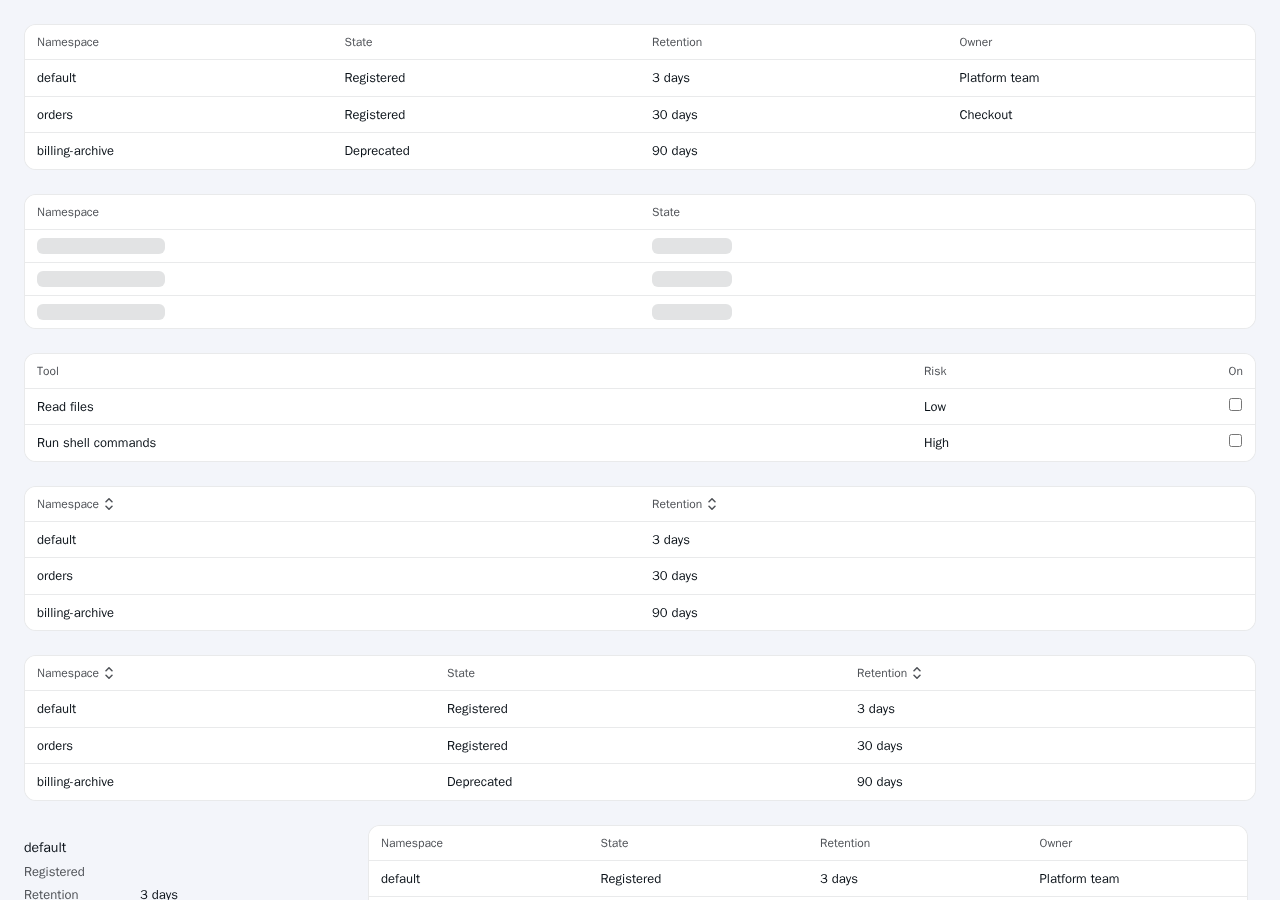 Namespace State Retention Owner
default Registered 3 days Platform team
orders Registered 30 days Checkout
billing-archive Deprecated 90 days
Namespace State
Tool Risk On
Read files Low
Run shell commands High
Namespace Retention
default 3 days
orders 30 days
billing-archive 90 days
Namespace State Retention
default Registered 3 days
orders Registered 30 days
billing-archive Deprecated 90 days
default
Registered
Retention 3 days
Namespace State Retention Owner
default Registered 3 days Platform team